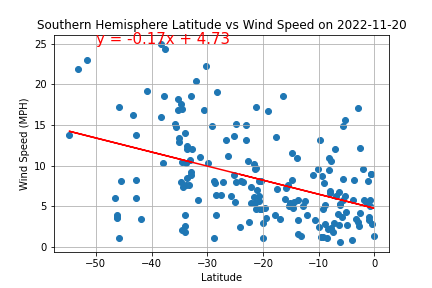 Southern Hemisphere Latitude vs Wind Speed on 2022-11-20
y = -0.17x + 4.73
25
20
15
10
5
0
Wind Speed (MPH)
−50 −40 −30 −20 −10 0
Latitude